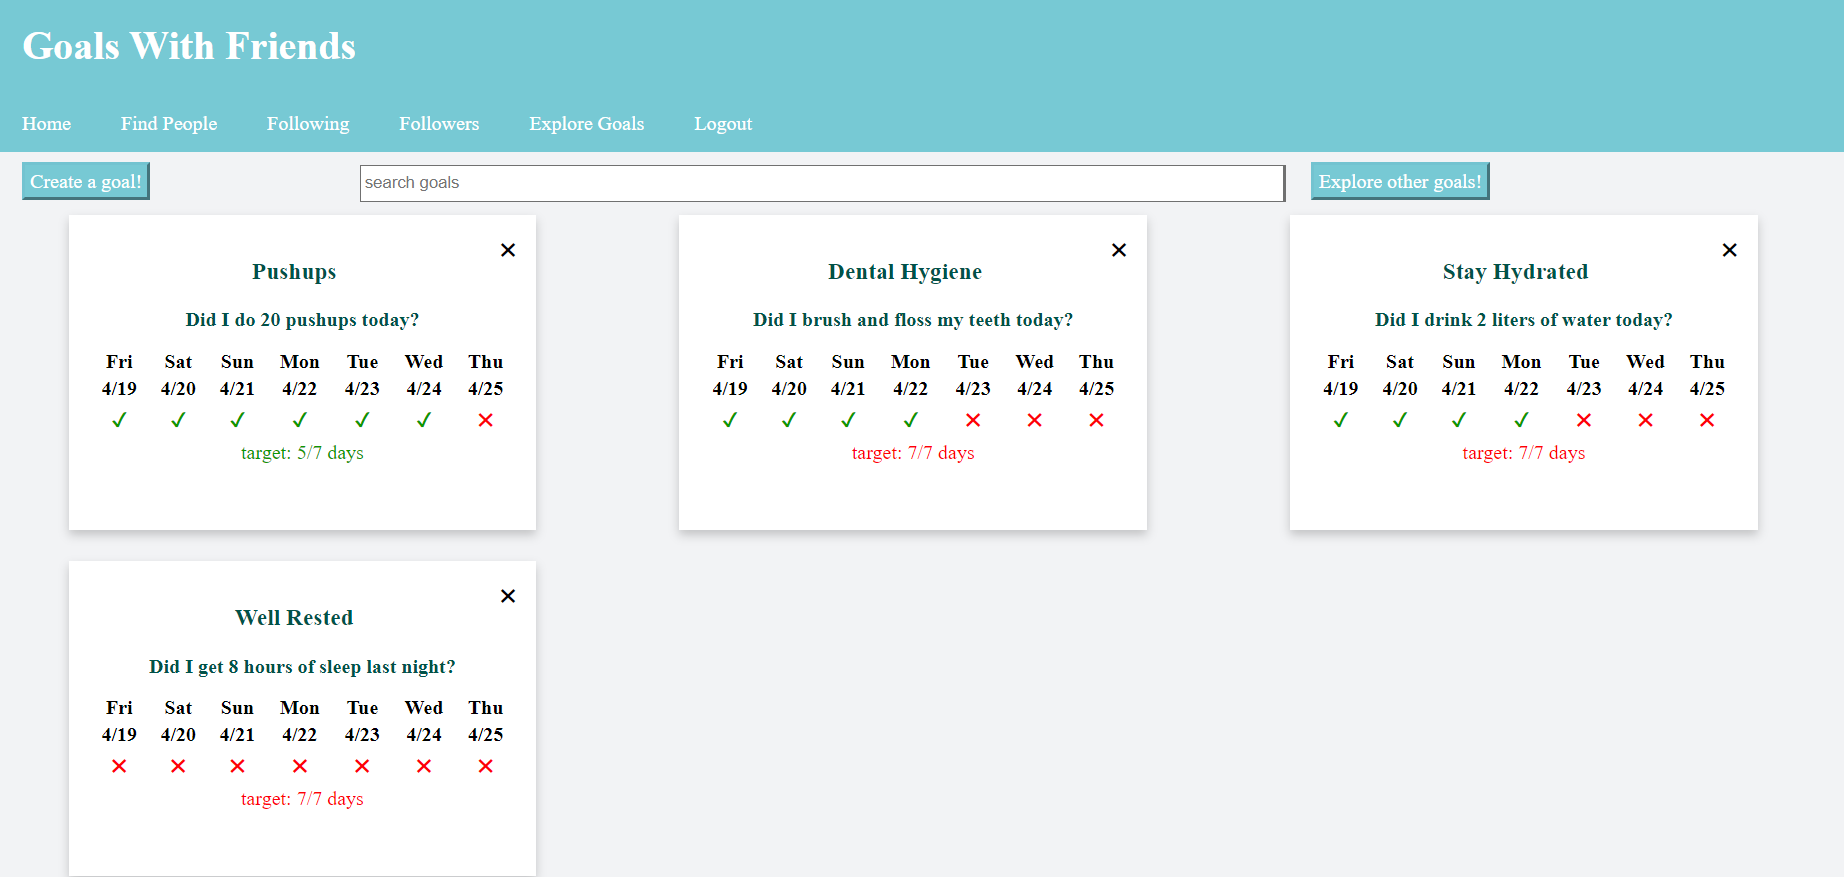 Goals With Friends
Home Find People Following Followers Explore Goals Logout
Create a goal! search goals Explore other goals!
✕
Pushups
Did I do 20 pushups today?
Fri Sat Sun Mon Tue Wed Thu
4/19 4/20 4/21 4/22 4/23 4/24 4/25
✓ ✓ ✓ ✓ ✓ ✓ ✕
target: 5/7 days
✕
Dental Hygiene
Did I brush and floss my teeth today?
Fri Sat Sun Mon Tue Wed Thu
4/19 4/20 4/21 4/22 4/23 4/24 4/25
✓ ✓ ✓ ✓ ✕ ✕ ✕
target: 7/7 days
✕
Stay Hydrated
Did I drink 2 liters of water today?
Fri Sat Sun Mon Tue Wed Thu
4/19 4/20 4/21 4/22 4/23 4/24 4/25
✓ ✓ ✓ ✓ ✕ ✕ ✕
target: 7/7 days
✕
Well Rested
Did I get 8 hours of sleep last night?
Fri Sat Sun Mon Tue Wed Thu
4/19 4/20 4/21 4/22 4/23 4/24 4/25
✕ ✕ ✕ ✕ ✕ ✕ ✕
target: 7/7 days